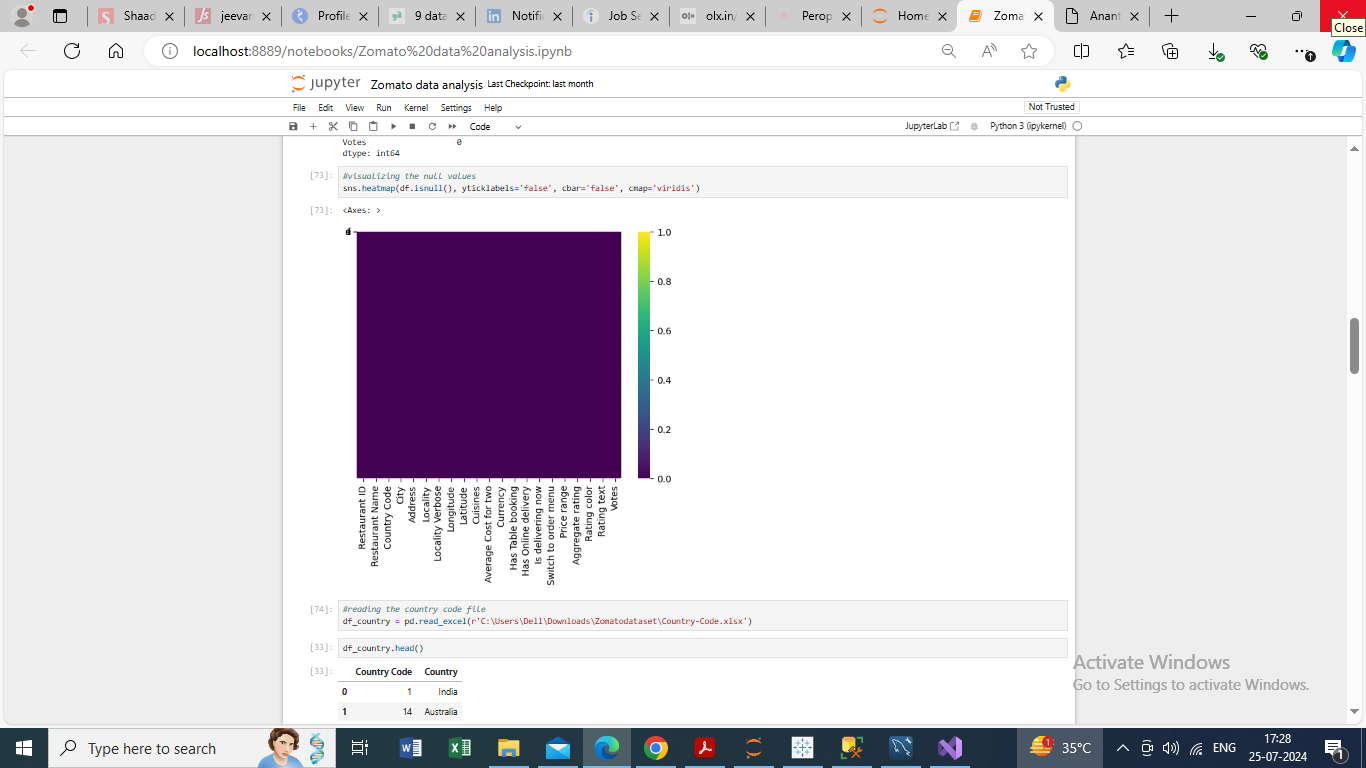 Shaad
jeevan
Profile
9 data
Notific
Job Se
olx.in/
Perop
Home
Zoma
Anant
Close
localhost:8889/notebooks/Zomato%20data%20analysis.ipynb
jupyter Zomato data analysis Last Checkpoint: last month
File Edit View Run Kernel Settings Help
Not Trusted
Code
JupyterLab
Python 3 (ipykernel)
Votes 0
dtype: int64
[73]: #visualizing the null values
sns.heatmap(df.isnull(), yticklabels='false', cbar='false', cmap='viridis')
[73]: <Axes: >
1.0
0.8
0.6
0.4
0.2
0.0
Restaurant ID
Restaurant Name
Country Code
City
Address
Locality
Locality Verbose
Longitude
Latitude
Cuisines
Average Cost for two
Currency
Has Table booking
Has Online delivery
Is delivering now
Switch to order menu
Price range
Aggregate rating
Rating color
Rating text
Votes
[74]: #reading the country code file
df_country = pd.read_excel(r'C:\Users\Dell\Downloads\Zomatodataset\Country-Code.xlsx')
[33]: df_country.head()
[33]: Country Code Country
0 1 India
1 14 Australia
Activate Windows
Go to Settings to activate Windows.
Type here to search
35°C
ENG
17:28
25-07-2024